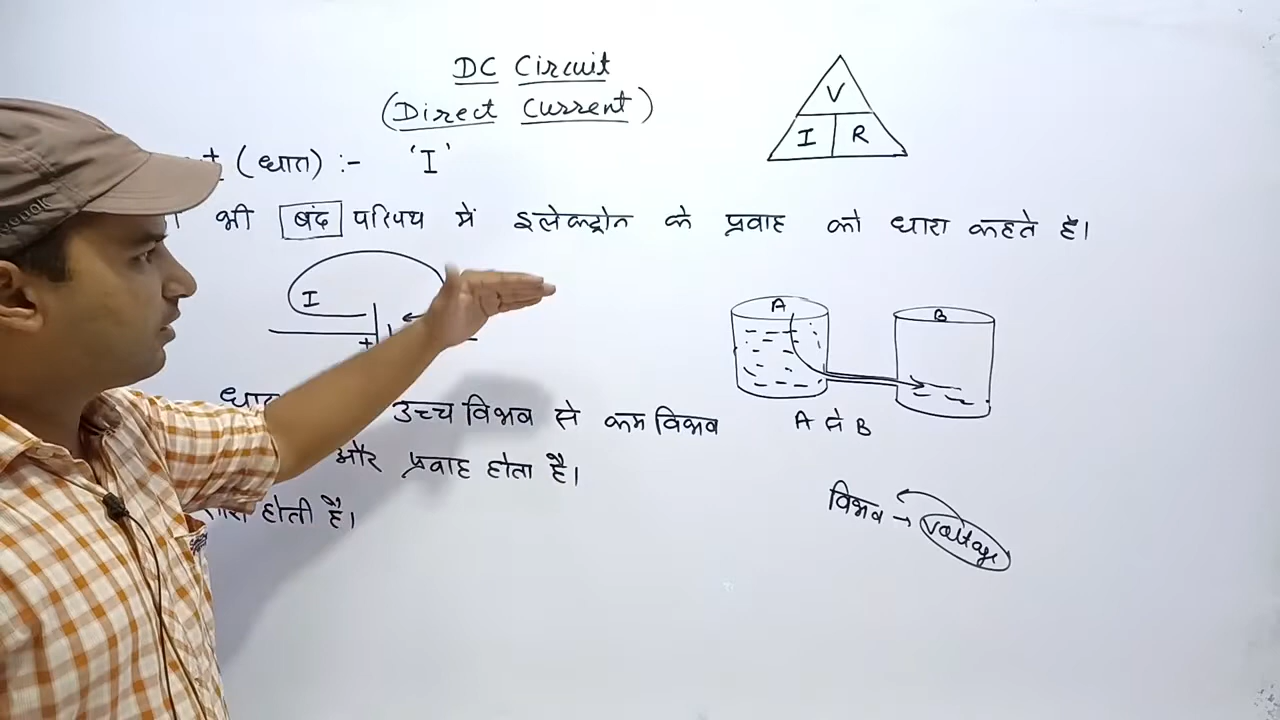 DC Circuit
(Direct Current)
V
I R
(धारा) :- 'I'
भी बंद परिपथ में इलेक्ट्रोन के प्रवाह को धारा कहते हैं।
I
+
A
B
उच्च विभव से कम विभव
A से B
और प्रवाह होता है।
होती है।
विभव → Voltage